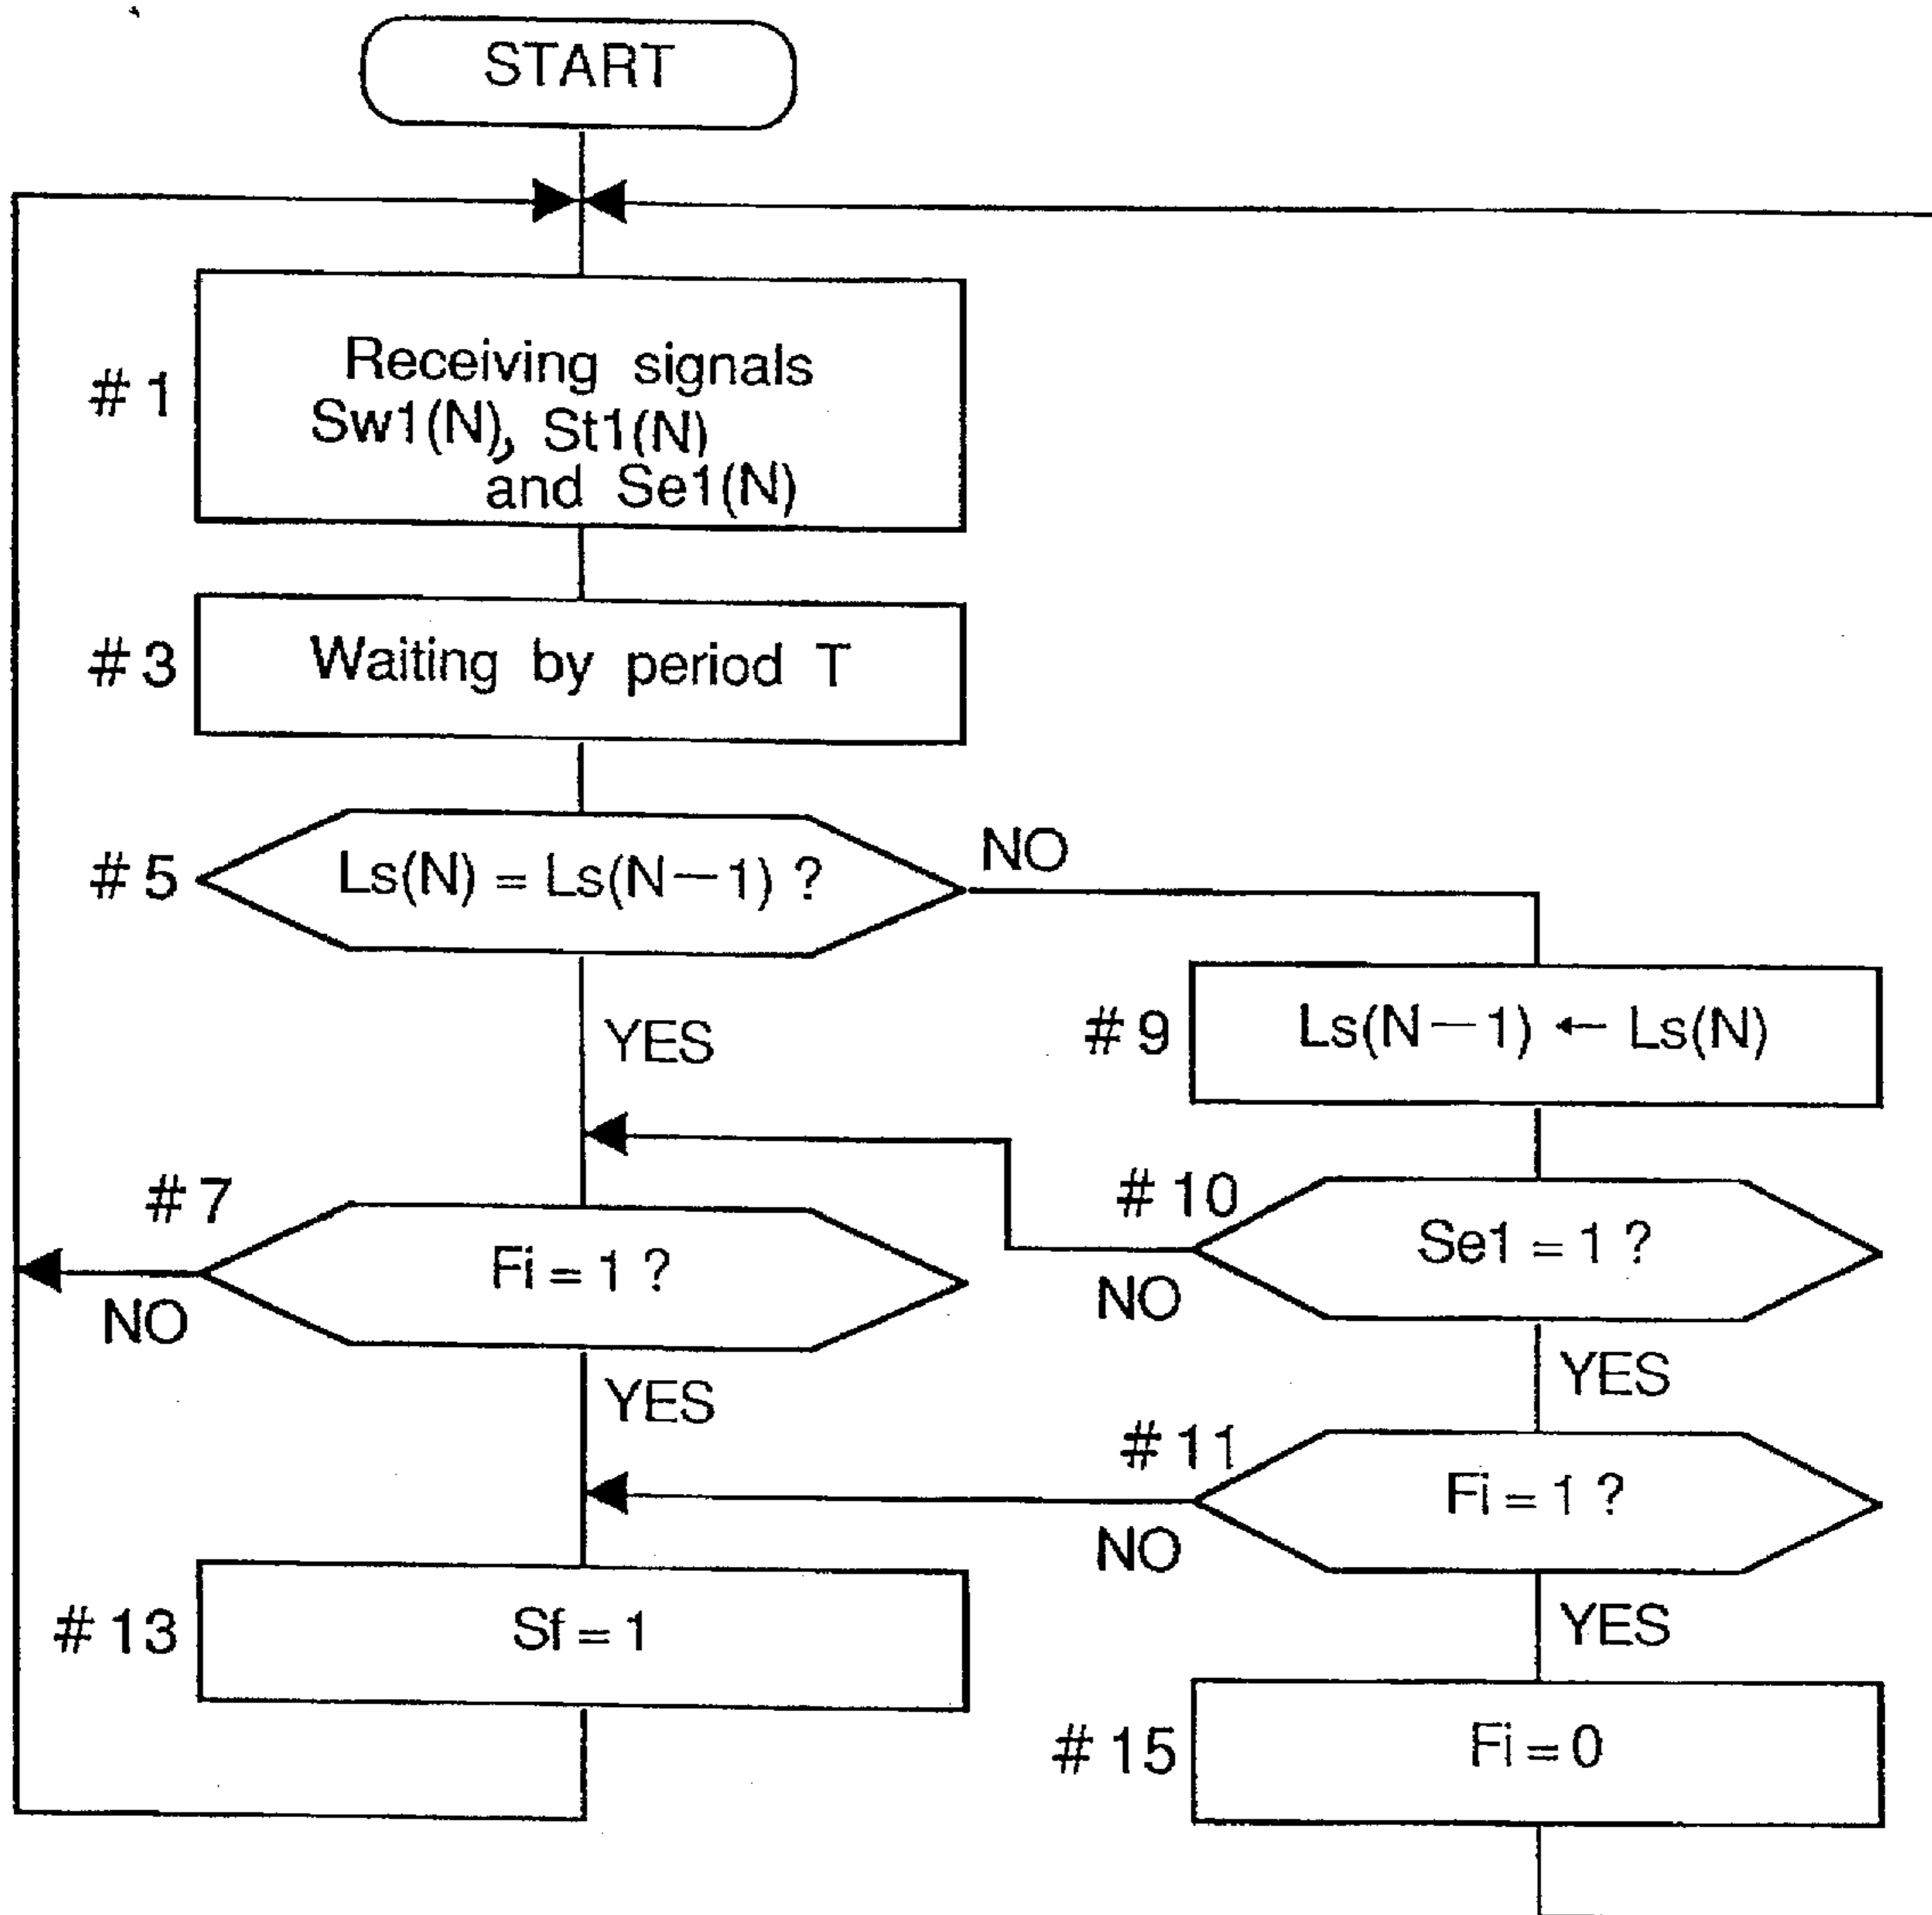 START
#1
Receiving signals
Sw1(N), St1(N)
and Se1(N)
#3
Waiting by period T
#5
Ls(N) = Ls(N—1) ?
NO
YES
#9
Ls(N—1) ← Ls(N)
#7
Fi = 1 ?
NO
YES
#10
Se1 = 1 ?
NO
YES
#11
Fi = 1 ?
NO
YES
#13
Sf = 1
#15
Fi = 0